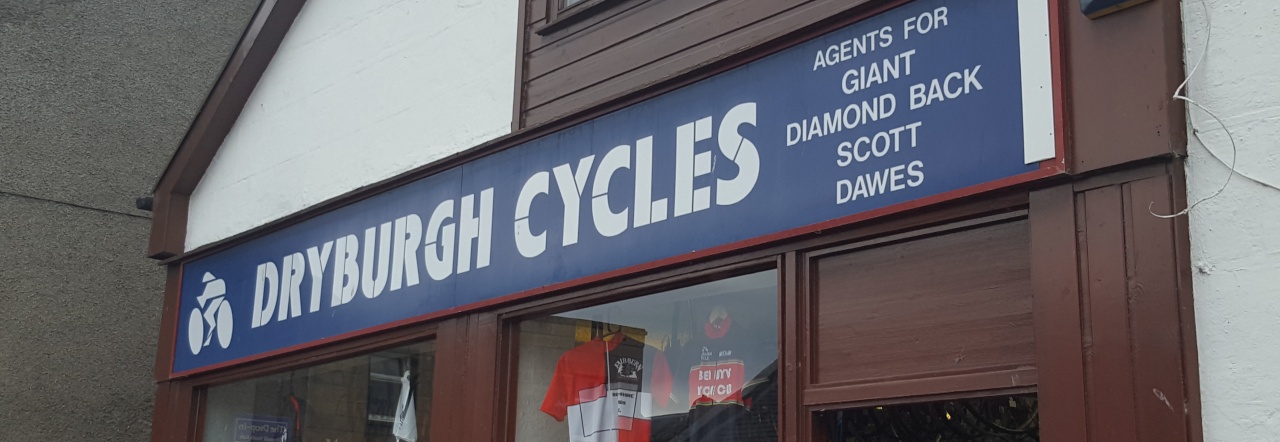 DRYBURGH CYCLES
AGENTS FOR
GIANT
DIAMOND BACK
SCOTT
DAWES